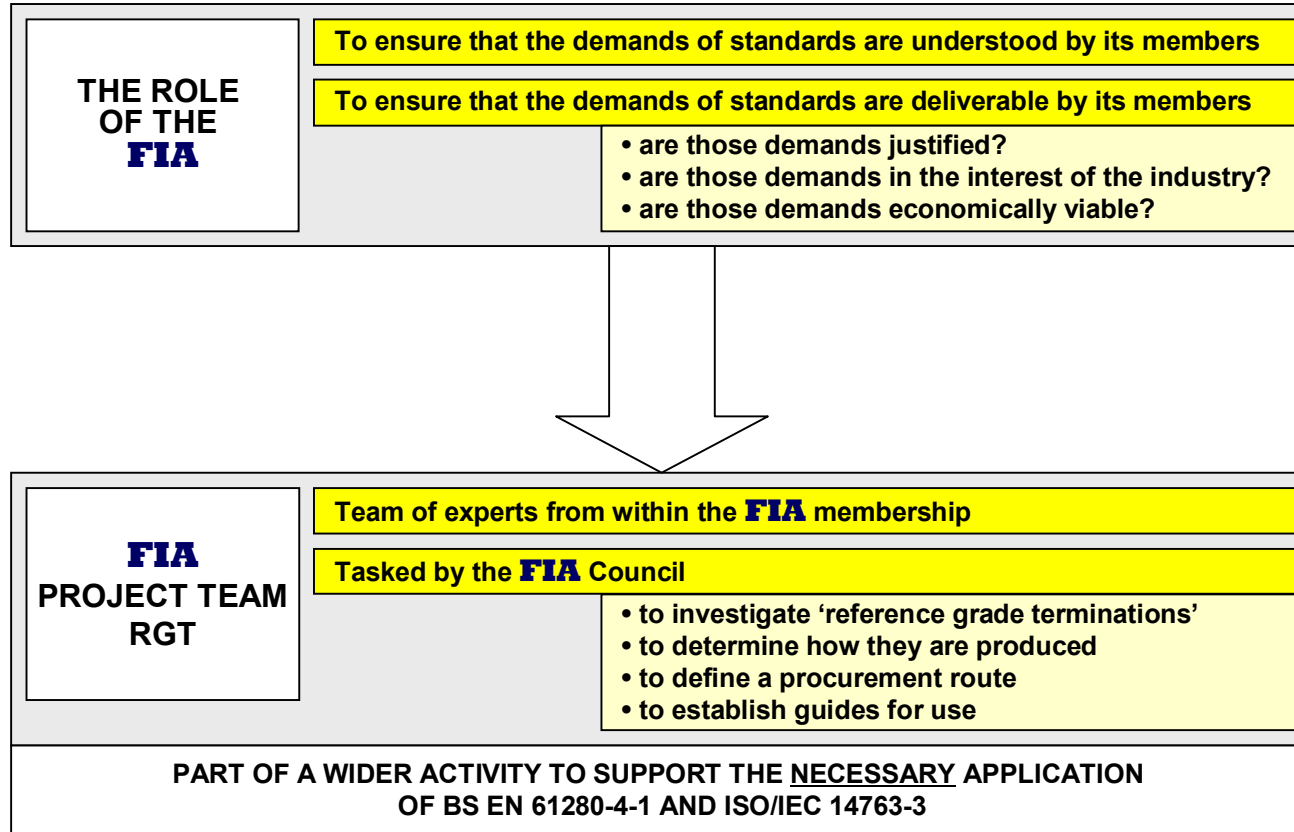 THE ROLE
OF THE
FIA
To ensure that the demands of standards are understood by its members
To ensure that the demands of standards are deliverable by its members
• are those demands justified?
• are those demands in the interest of the industry?
• are those demands economically viable?
FIA
PROJECT TEAM
RGT
Team of experts from within the FIA membership
Tasked by the FIA Council
• to investigate ‘reference grade terminations’
• to determine how they are produced
• to define a procurement route
• to establish guides for use
PART OF A WIDER ACTIVITY TO SUPPORT THE NECESSARY APPLICATION
OF BS EN 61280-4-1 AND ISO/IEC 14763-3